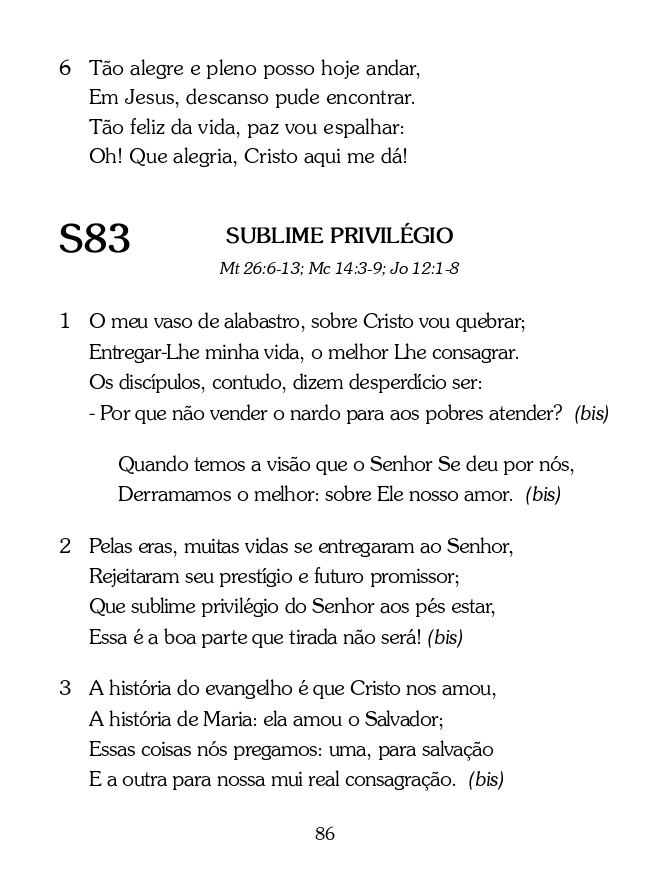 6 Tão alegre e pleno posso hoje andar,
Em Jesus, descanso pude encontrar.
Tão feliz da vida, paz vou espalhar:
Oh! Que alegria, Cristo aqui me dá!
S83 SUBLIME PRIVILÉGIO
Mt 26:6-13; Mc 14:3-9; Jo 12:1-8
1 O meu vaso de alabastro, sobre Cristo vou quebrar;
Entregar-Lhe minha vida, o melhor Lhe consagrar.
Os discípulos, contudo, dizem desperdício ser:
- Por que não vender o nardo para aos pobres atender? (bis)
Quando temos a visão que o Senhor Se deu por nós,
Derramamos o melhor: sobre Ele nosso amor. (bis)
2 Pelas eras, muitas vidas se entregaram ao Senhor,
Rejeitaram seu prestígio e futuro promissor;
Que sublime privilégio do Senhor aos pés estar,
Essa é a boa parte que tirada não será! (bis)
3 A história do evangelho é que Cristo nos amou,
A história de Maria: ela amou o Salvador;
Essas coisas nós pregamos: uma, para salvação
E a outra para nossa mui real consagração. (bis)
86